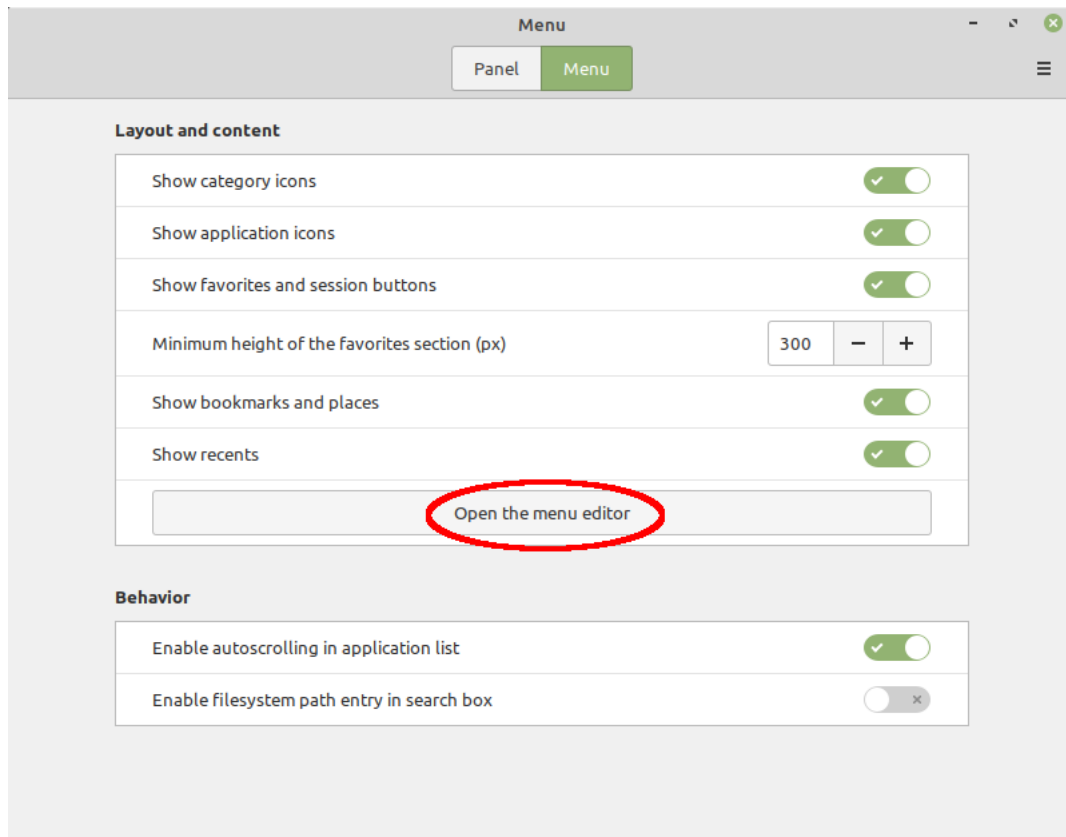 Menu
Panel Menu
Layout and content
Show category icons
Show application icons
Show favorites and session buttons
Minimum height of the favorites section (px) 300 − +
Show bookmarks and places
Show recents
Open the menu editor
Behavior
Enable autoscrolling in application list
Enable filesystem path entry in search box